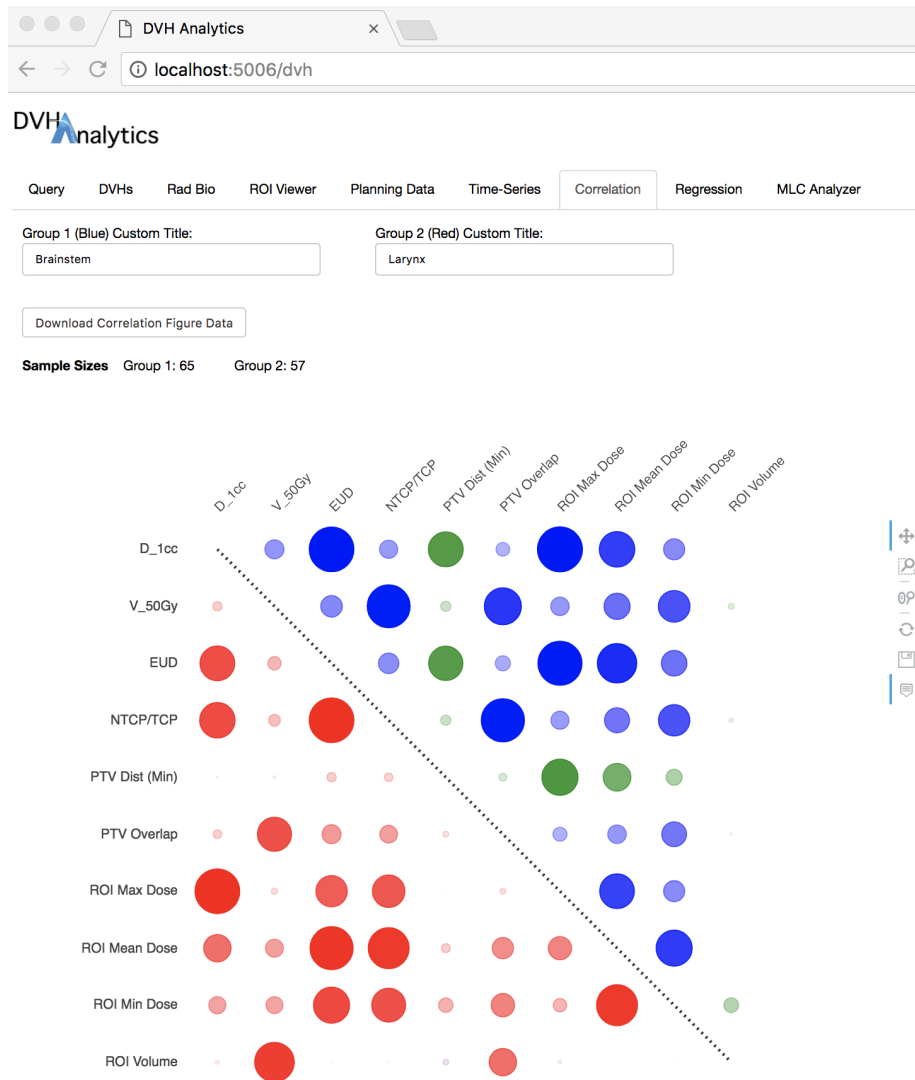 DVH Analytics
localhost:5006/dvh
DVH Analytics
Query DVHs Rad Bio ROI Viewer Planning Data Time-Series Correlation Regression MLC Analyzer
Group 1 (Blue) Custom Title: Group 2 (Red) Custom Title:
Brainstem Larynx
Download Correlation Figure Data
Sample Sizes Group 1: 65 Group 2: 57
D_1cc V_50Gy EUD NTCP/TCP PTV Dist (Min) PTV Overlap ROI Max Dose ROI Mean Dose ROI Min Dose ROI Volume
D_1cc
V_50Gy
EUD
NTCP/TCP
PTV Dist (Min)
PTV Overlap
ROI Max Dose
ROI Mean Dose
ROI Min Dose
ROI Volume